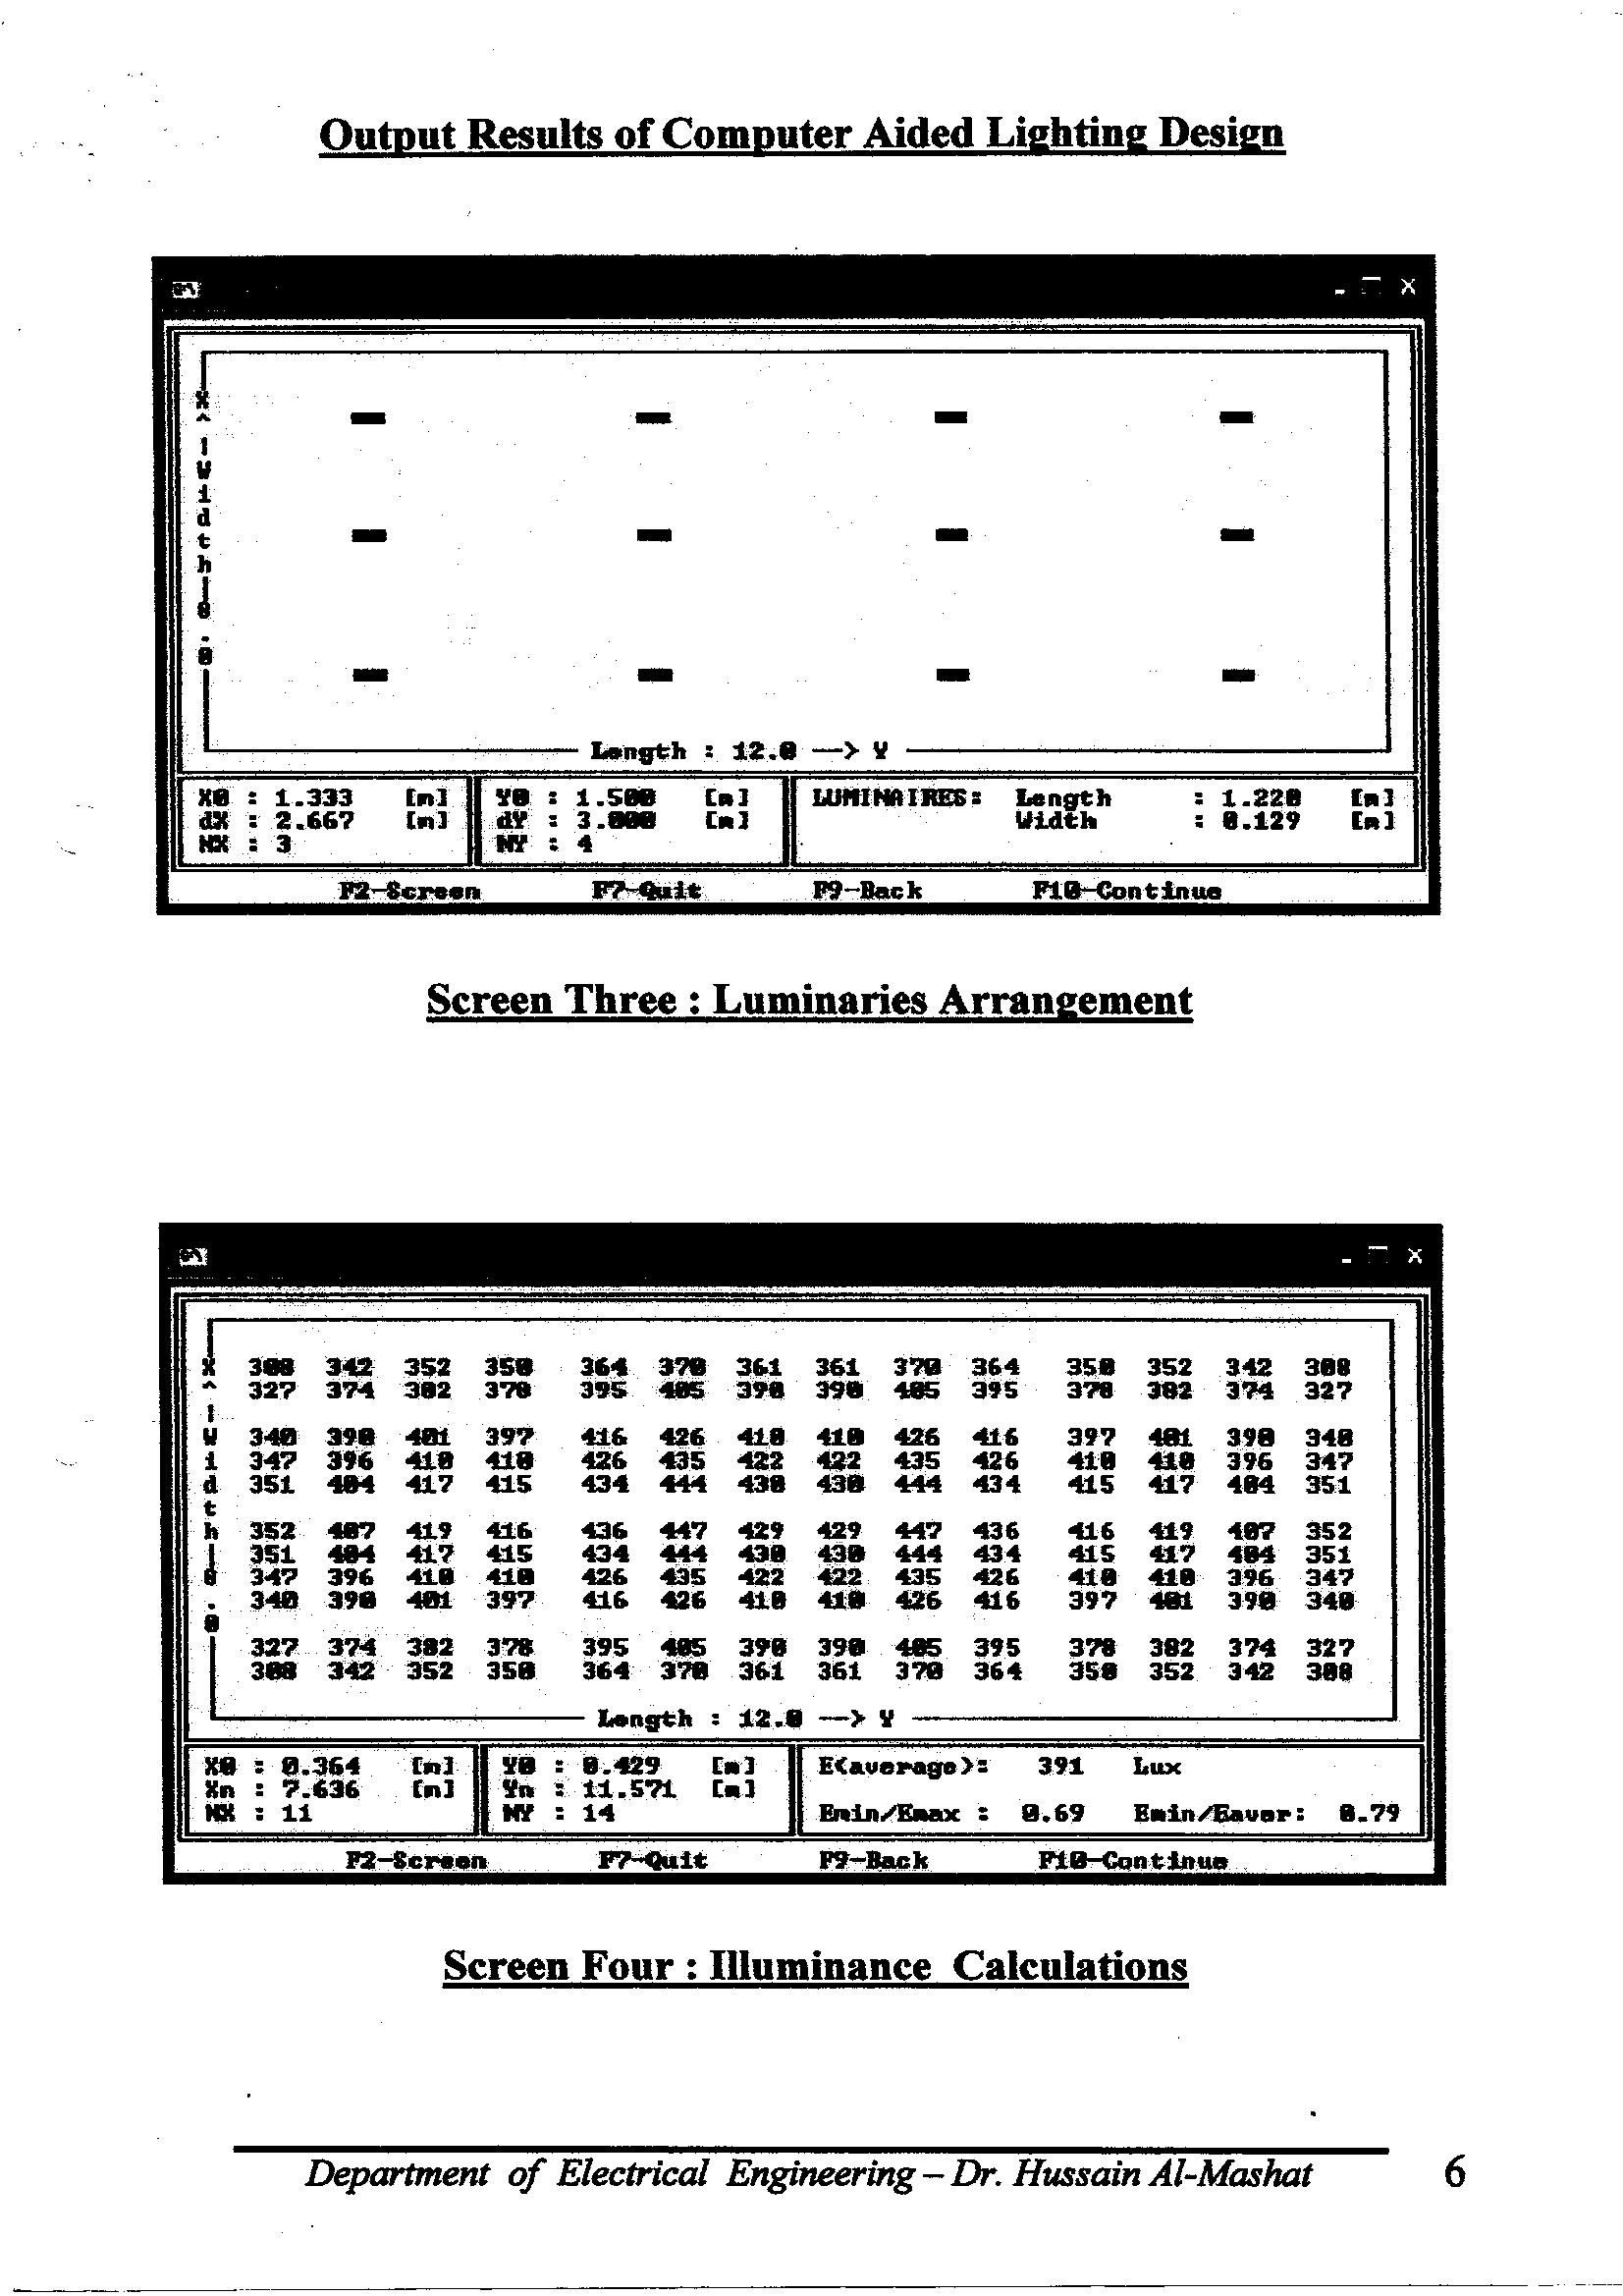 Output Results of Computer Aided Lighting Design
X^|Width|8.0
Length : 12.0 --> Y
X0 : 1.333 [m] Y0 : 1.500 [m] LUMINAIRES: Length : 1.220 [m]
dX : 2.667 [m] dY : 3.000 [m] Width : 0.129 [m]
NX : 3 NY : 4
F2-Screen F7-Quit F9-Back F10-Continue
Screen Three : Luminaries Arrangement
X^|Width|8.0
308 342 352 350 364 370 361 361 370 364 350 352 342 308
327 374 382 378 395 405 390 390 405 395 378 382 374 327
340 390 401 397 416 426 410 410 426 416 397 401 390 340
347 396 410 410 426 435 422 422 435 426 410 410 396 347
351 404 417 415 434 444 430 430 444 434 415 417 404 351
352 407 419 416 436 447 429 429 447 436 416 419 407 352
351 404 417 415 434 444 430 430 444 434 415 417 404 351
347 396 410 410 426 435 422 422 435 426 410 410 396 347
340 390 401 397 416 426 410 410 426 416 397 401 390 340
327 374 382 378 395 405 390 390 405 395 378 382 374 327
308 342 352 350 364 370 361 361 370 364 350 352 342 308
Length : 12.0 --> Y
X0 : 0.364 [m] Y0 : 0.429 [m] E(average): 391 Lux
Xn : 7.636 [m] Yn : 11.571 [m]
NX : 11 NY : 14 Emin/Emax : 0.69 Emin/Eaver: 0.79
F2-Screen F7-Quit F9-Back F10-Continue
Screen Four : Illuminance Calculations
Department of Electrical Engineering – Dr. Hussain Al-Mashat 6